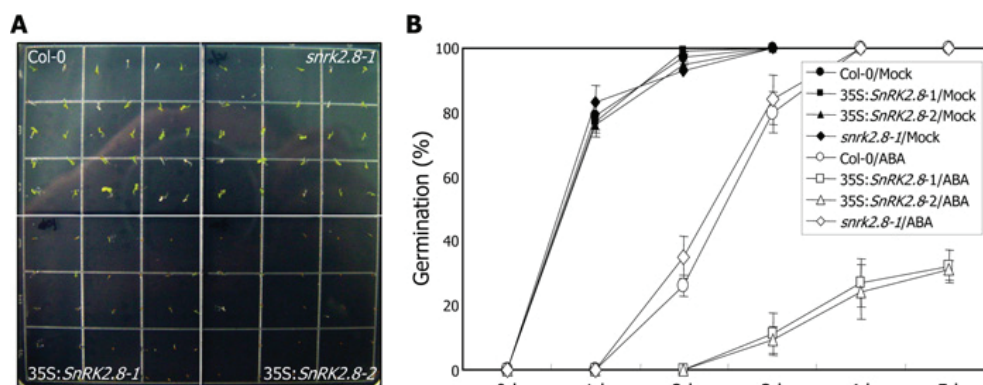 A
Col-0
snrk2.8-1
35S:SnRK2.8-1
35S:SnRK2.8-2
B
Germination (%)
100
80
60
40
20
0
Col-0/Mock
35S:SnRK2.8-1/Mock
35S:SnRK2.8-2/Mock
snrk2.8-1/Mock
Col-0/ABA
35S:SnRK2.8-1/ABA
35S:SnRK2.8-2/ABA
snrk2.8-1/ABA